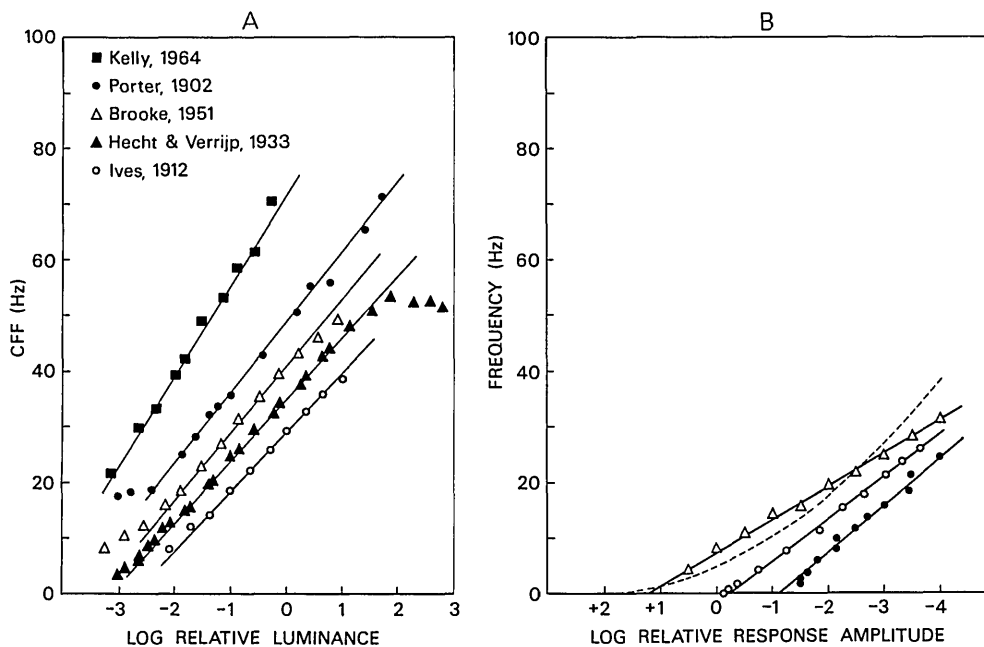 A
100
80
60
40
20
0
CFF (Hz)
Kelly, 1964
Porter, 1902
Brooke, 1951
Hecht & Verrijp, 1933
Ives, 1912
-3 -2 -1 0 1 2 3
LOG RELATIVE LUMINANCE
B
100
80
60
40
20
0
FREQUENCY (Hz)
+2 +1 0 -1 -2 -3 -4
LOG RELATIVE RESPONSE AMPLITUDE